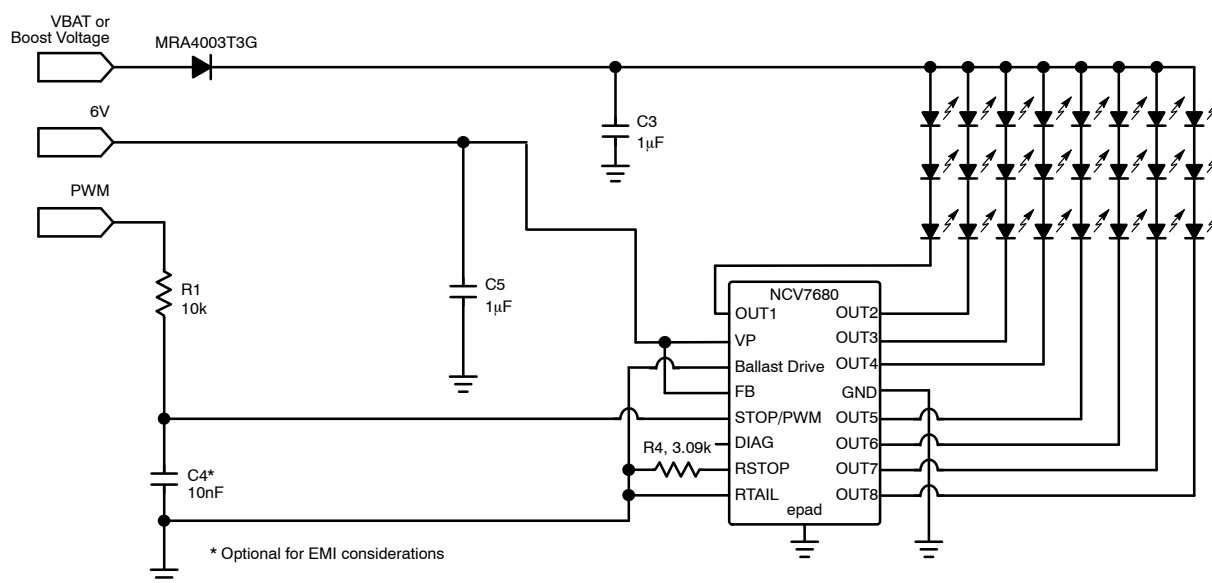 VBAT or
Boost Voltage
MRA4003T3G
6V
C3
1μF
PWM
R1
10k
C5
1μF
NCV7680
OUT1
OUT2
VP
OUT3
Ballast Drive
OUT4
FB
GND
STOP/PWM
OUT5
DIAG
OUT6
R4, 3.09k
RSTOP
OUT7
RTAIL
OUT8
epad
C4*
10nF
* Optional for EMI considerations